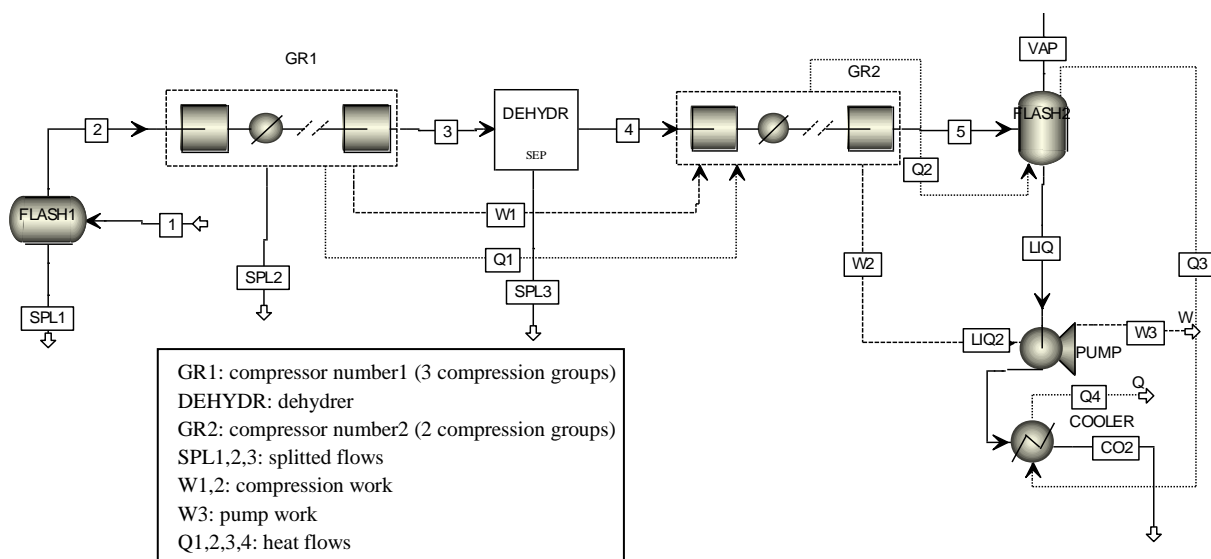 VAP
GR1
GR2
FLASH2
DEHYDR
SEP
2
3
4
5
Q2
FLASH1
1
W1
Q1
W2
LIQ
Q3
SPL2
SPL3
SPL1
LIQ2
W
W3
PUMP
Q
Q4
COOLER
CO2
GR1: compressor number1 (3 compression groups)
DEHYDR: dehydrer
GR2: compressor number2 (2 compression groups)
SPL1,2,3: splitted flows
W1,2: compression work
W3: pump work
Q1,2,3,4: heat flows